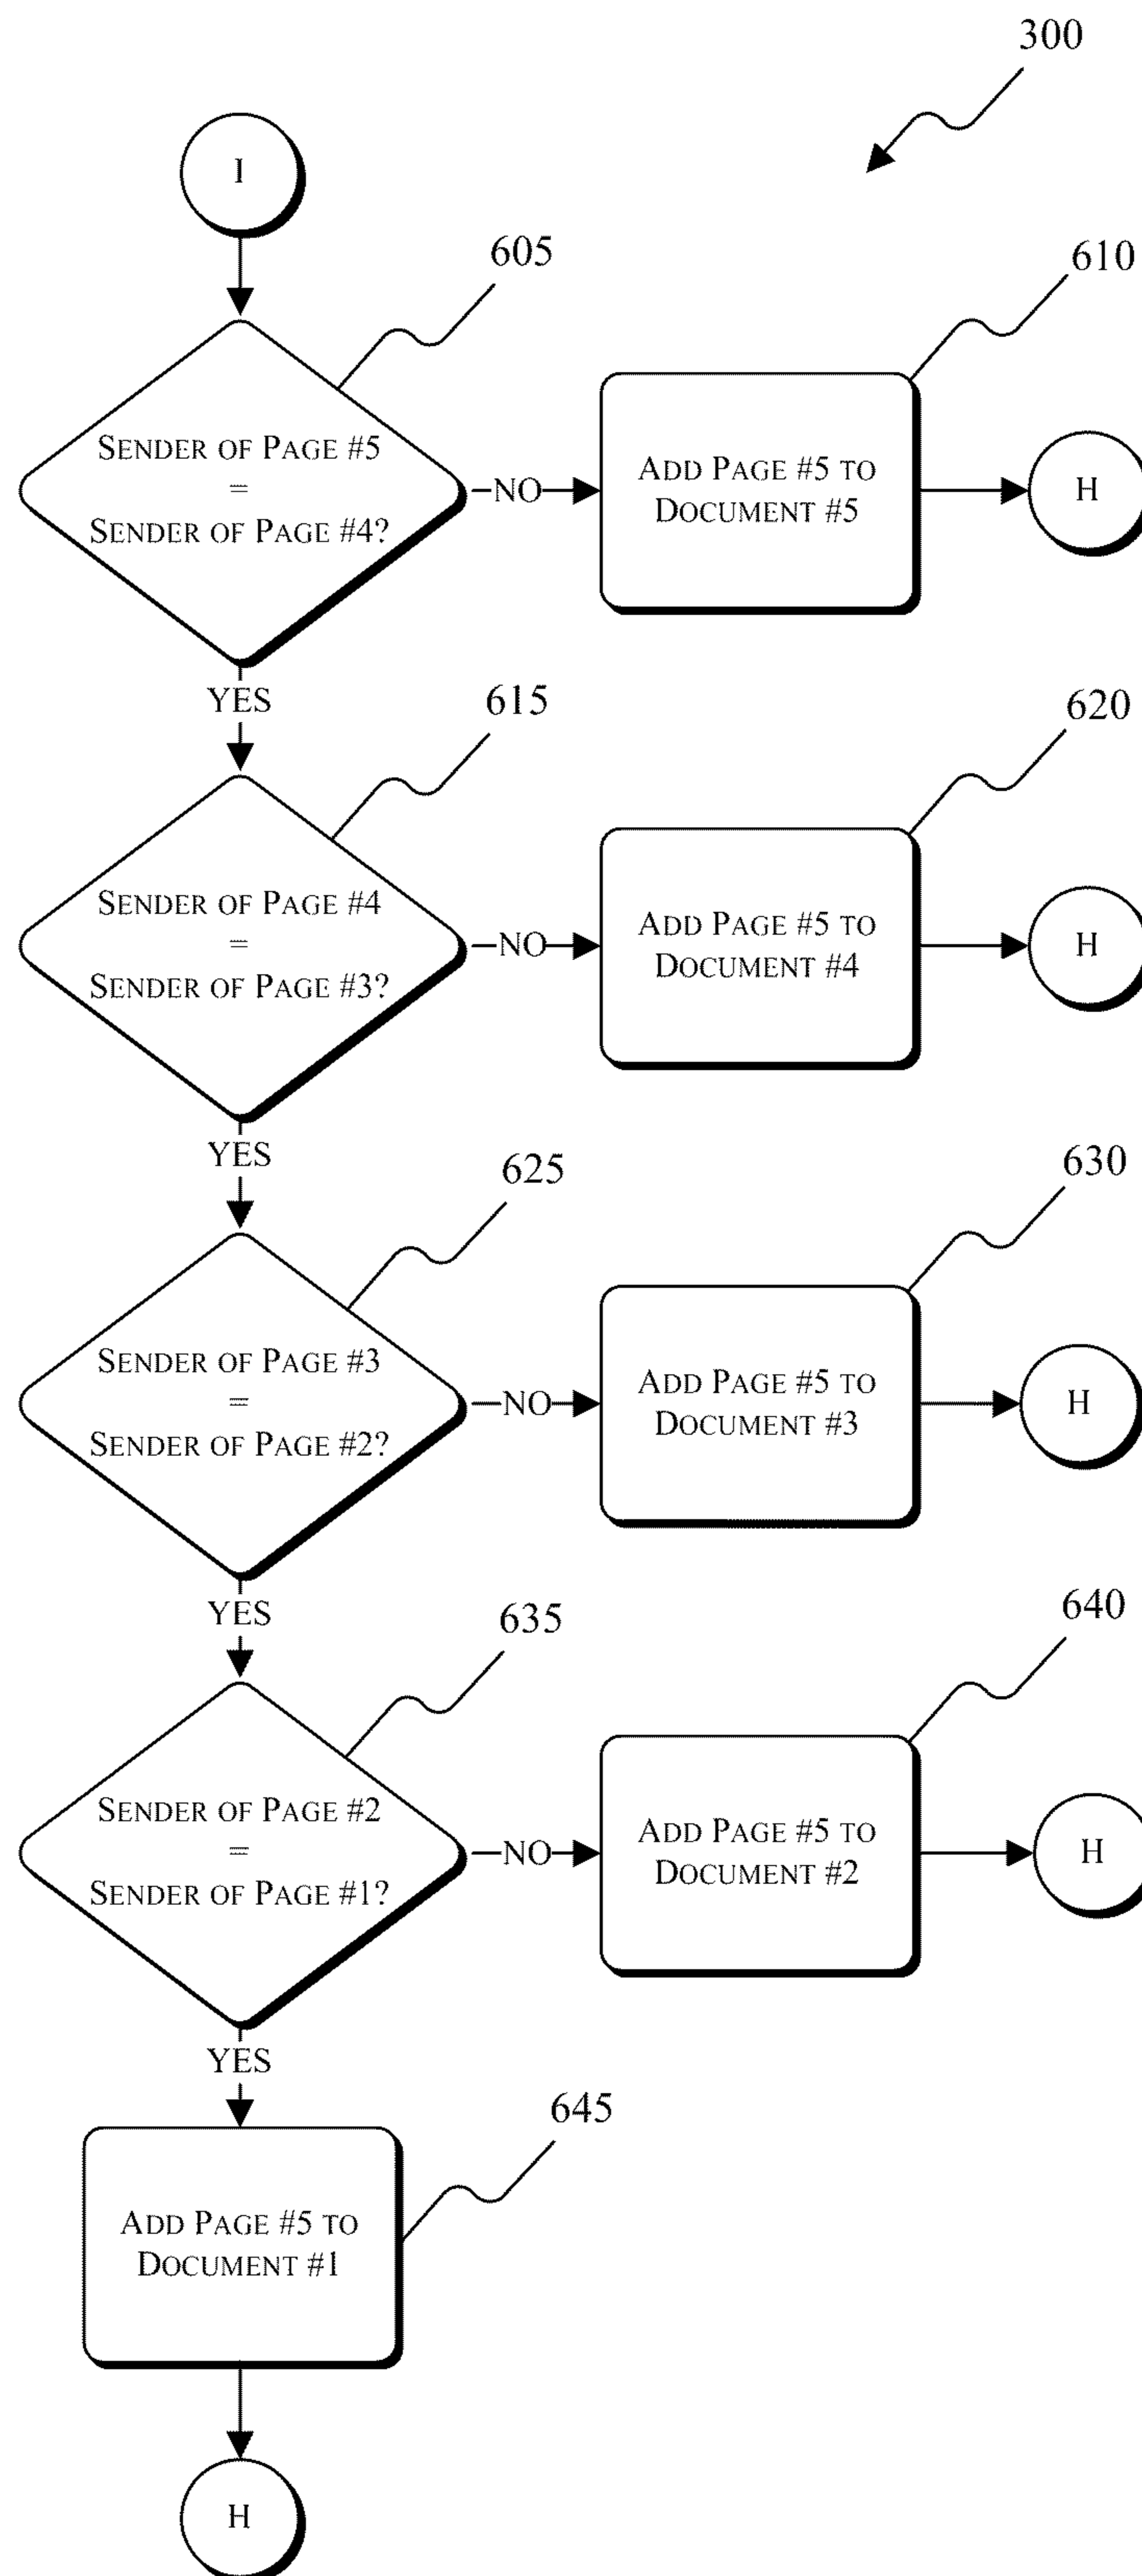 300
I
605
610
Sender of Page #5
=
Sender of Page #4?
NO
Add Page #5 to
Document #5
H
YES
615
620
Sender of Page #4
=
Sender of Page #3?
NO
Add Page #5 to
Document #4
H
YES
625
630
Sender of Page #3
=
Sender of Page #2?
NO
Add Page #5 to
Document #3
H
YES
635
640
Sender of Page #2
=
Sender of Page #1?
NO
Add Page #5 to
Document #2
H
YES
645
Add Page #5 to
Document #1
H